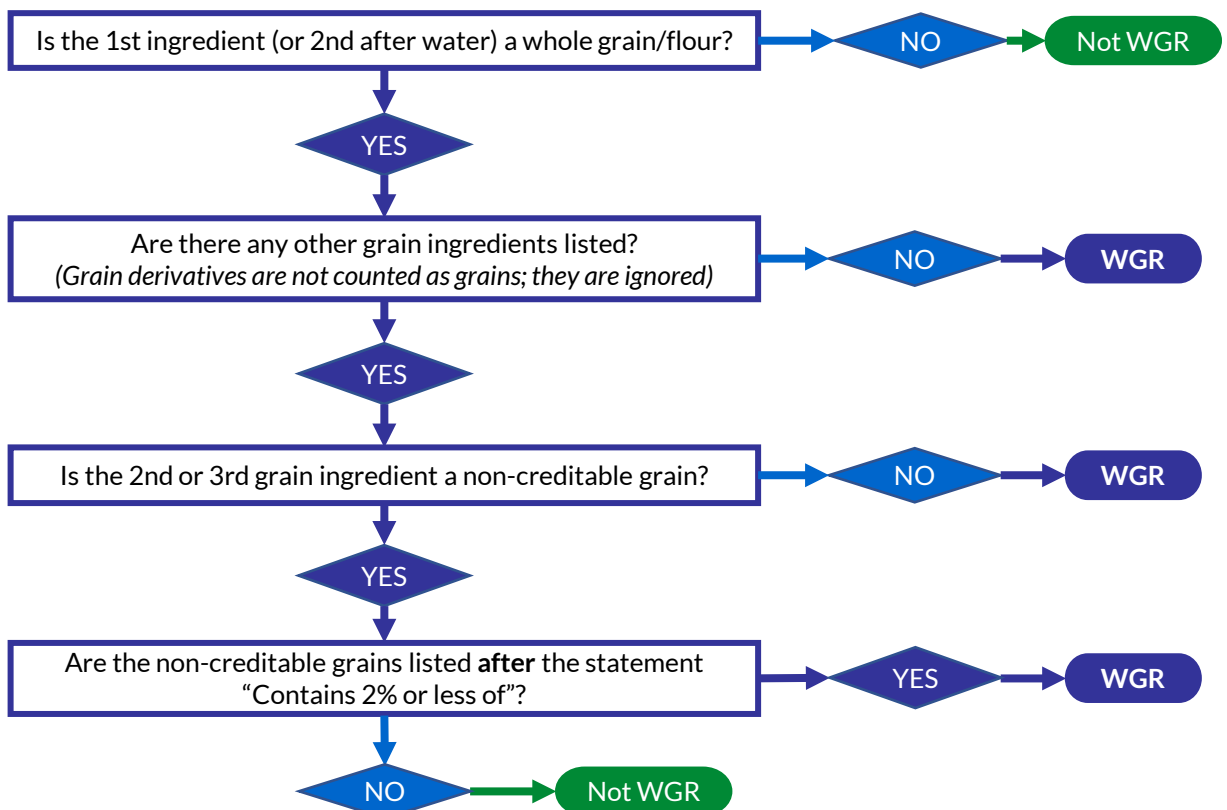 Is the 1st ingredient (or 2nd after water) a whole grain/flour?
NO
Not WGR
YES
Are there any other grain ingredients listed?
(Grain derivatives are not counted as grains; they are ignored)
NO
WGR
YES
Is the 2nd or 3rd grain ingredient a non-creditable grain?
NO
WGR
YES
Are the non-creditable grains listed after the statement
“Contains 2% or less of”?
YES
WGR
NO
Not WGR